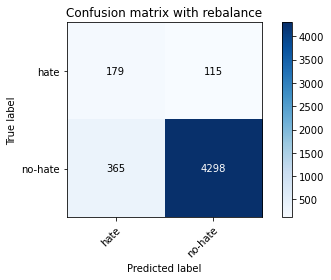 Confusion matrix with rebalance
True label
hate
179
115
no-hate
365
4298
hate
no-hate
Predicted label
4000
3500
3000
2500
2000
1500
1000
500